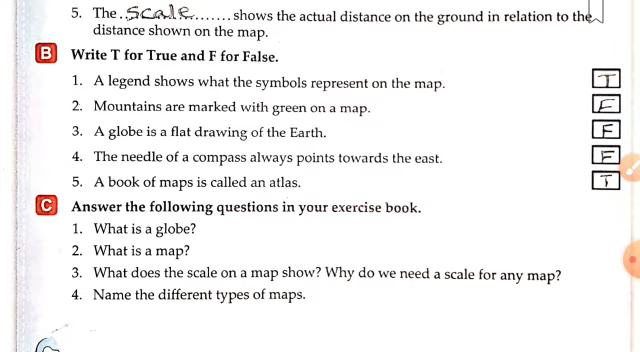 5. The .scale........ shows the actual distance on the ground in relation to the
distance shown on the map.
B Write T for True and F for False.
1. A legend shows what the symbols represent on the map. T
2. Mountains are marked with green on a map. F
3. A globe is a flat drawing of the Earth. F
4. The needle of a compass always points towards the east. F
5. A book of maps is called an atlas. T
C Answer the following questions in your exercise book.
1. What is a globe?
2. What is a map?
3. What does the scale on a map show? Why do we need a scale for any map?
4. Name the different types of maps.